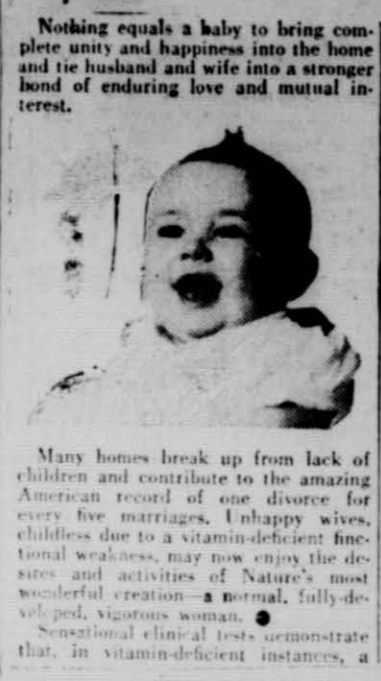 Nothing equals a baby to bring com-
plete unity and happiness into the home
and tie husband and wife into a stronger
bond of enduring love and mutual in-
terest.
Many homes break up from lack of
children and contribute to the amazing
American record of one divorce for
every five marriages. Unhappy wives,
childless due to a vitamin-deficient func-
tional weakness, may now enjoy the de-
sires and activities of Nature's most
wonderful creation—a normal, fully-de-
veloped, vigorous woman.
Sensational clinical tests demonstrate
that, in vitamin-deficient instances, a